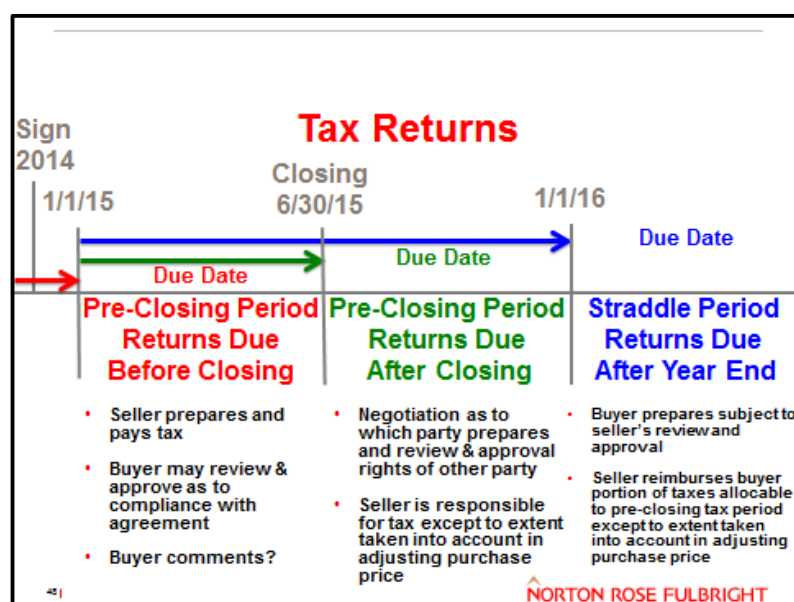 Tax Returns
Sign
2014
1/1/15
Closing
6/30/15
1/1/16
Due Date
Due Date
Due Date
Pre-Closing Period
Returns Due
Before Closing
• Seller prepares and
pays tax
• Buyer may review &
approve as to
compliance with
agreement
• Buyer comments?
Pre-Closing Period
Returns Due
After Closing
• Negotiation as to
which party prepares
and review & approval
rights of other party
• Seller is responsible
for tax except to extent
taken into account in
adjusting purchase
price
Straddle Period
Returns Due
After Year End
• Buyer prepares subject to
seller's review and
approval
• Seller reimburses buyer
portion of taxes allocable
to pre-closing tax period
except to extent taken
into account in adjusting
purchase price
NORTON ROSE FULBRIGHT